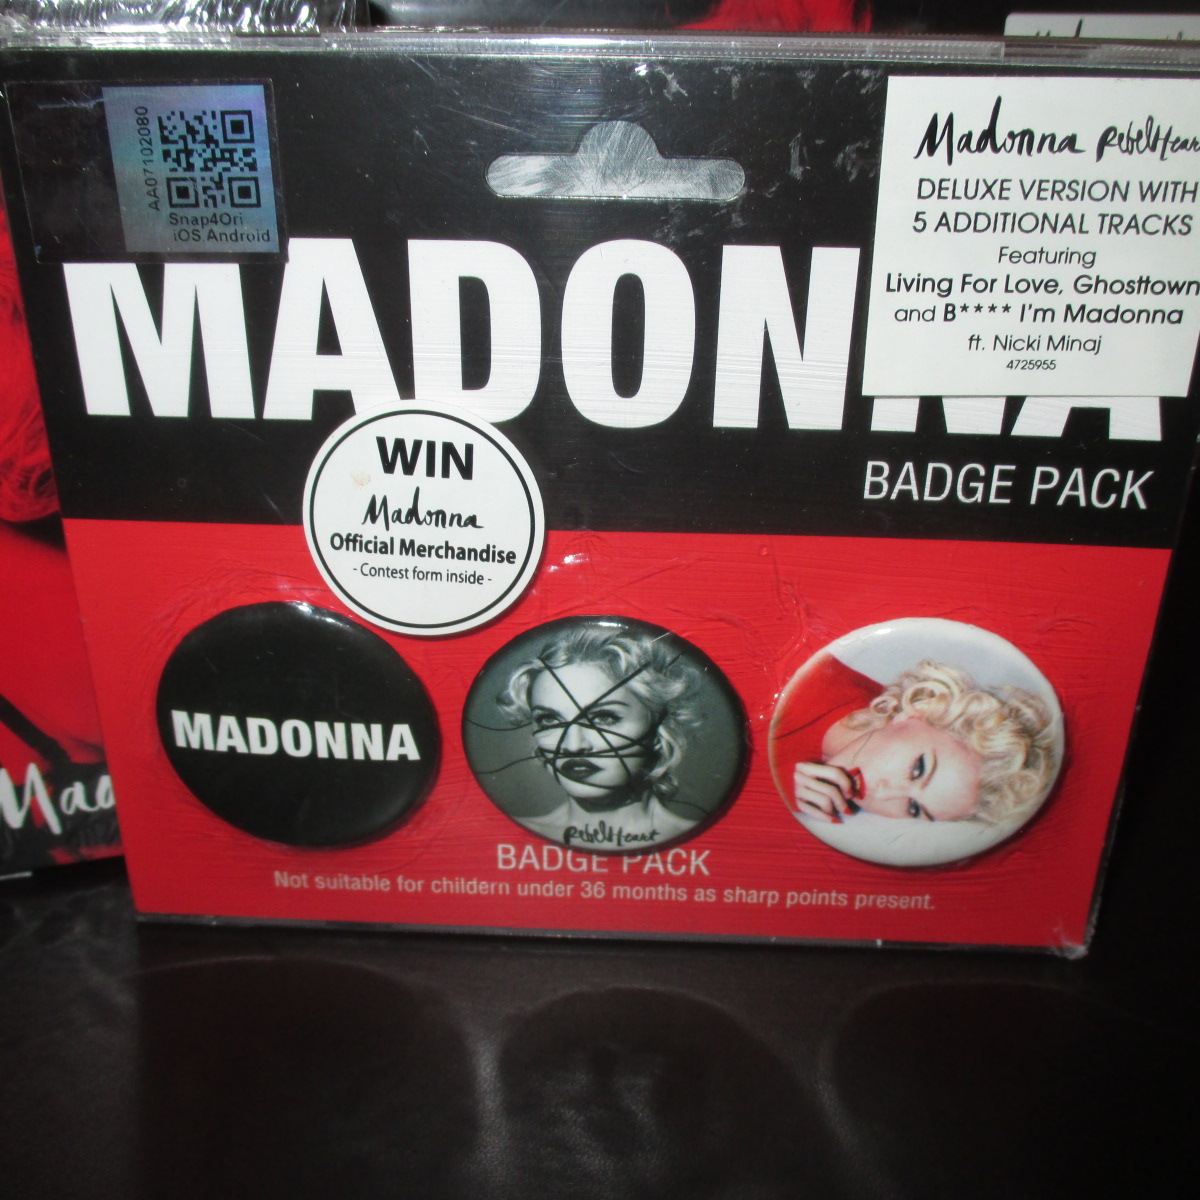 AA07102080
Snap4Ori
iOS Android
MADONNA
Madonna RebelHeart
DELUXE VERSION WITH
5 ADDITIONAL TRACKS
Featuring
Living For Love, Ghosttown
and B**** I'm Madonna
ft. Nicki Minaj
4725955
BADGE PACK
WIN
Madonna
Official Merchandise
- Contest form inside -
MADONNA
RebelHeart
BADGE PACK
Not suitable for childern under 36 months as sharp points present.
Mad